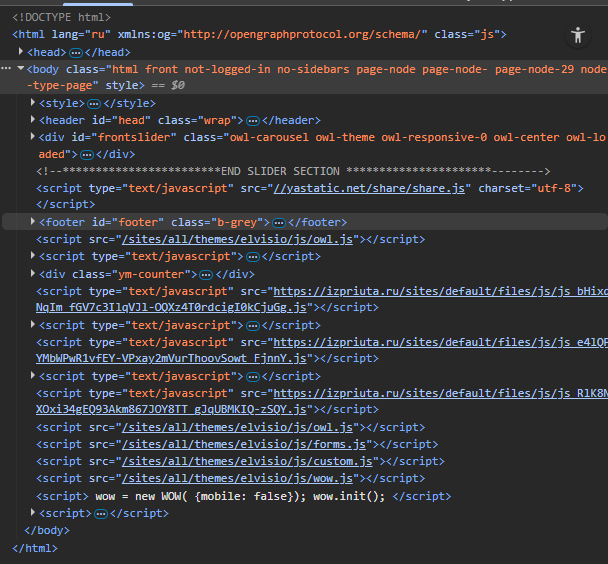 <!DOCTYPE html>
<html lang="ru" xmlns:og="http://opengraphprotocol.org/schema/" class="js">
<head> ••• </head>
••• <body class="html front not-logged-in no-sidebars page-node page-node- page-node-29 node
-type-page" style> == $0
<style> ••• </style>
<header id="head" class="wrap"> ••• </header>
<div id="frontslider" class="owl-carousel owl-theme owl-responsive-0 owl-center owl-lo
aded"> ••• </div>
<!--************************END SLIDER SECTION **********************-------->
<script type="text/javascript" src="//yastatic.net/share/share.js" charset="utf-8">
</script>
<footer id="footer" class="b-grey"> ••• </footer>
<script src="/sites/all/themes/elvisio/js/owl.js"></script>
<script type="text/javascript"> ••• </script>
<div class="ym-counter"> ••• </div>
<script type="text/javascript" src="https://izpriuta.ru/sites/default/files/js/js_bHixd
NqIm_fGV7c3IlqVJl-OQXz4T0rdcigI0kCjuGg.js"></script>
<script type="text/javascript"> ••• </script>
<script type="text/javascript" src="https://izpriuta.ru/sites/default/files/js/js_e4lQP
YMbWPwR1vfEY-VPxay2mVurThoovSowt_FjnnY.js"></script>
<script type="text/javascript"> ••• </script>
<script type="text/javascript" src="https://izpriuta.ru/sites/default/files/js/js_RlK8N
XOxi34gEQ93Akm867JOY8TT_gJqUBMKIQ-zSQY.js"></script>
<script src="/sites/all/themes/elvisio/js/owl.js"></script>
<script src="/sites/all/themes/elvisio/js/forms.js"></script>
<script src="/sites/all/themes/elvisio/js/custom.js"></script>
<script src="/sites/all/themes/elvisio/js/wow.js"></script>
<script> wow = new WOW( {mobile: false}); wow.init(); </script>
<script> ••• </script>
</body>
</html>